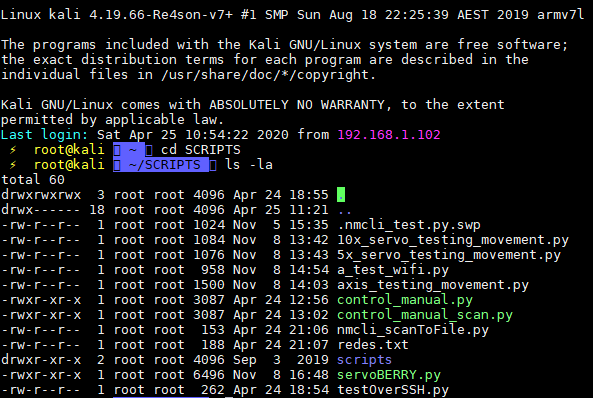 Linux kali 4.19.66-Re4son-v7+ #1 SMP Sun Aug 18 22:25:39 AEST 2019 armv7l
The programs included with the Kali GNU/Linux system are free software;
the exact distribution terms for each program are described in the
individual files in /usr/share/doc/*/copyright.
Kali GNU/Linux comes with ABSOLUTELY NO WARRANTY, to the extent
permitted by applicable law.
Last login: Sat Apr 25 10:54:22 2020 from 192.168.1.102
⚡ root@kali ▯ ~ ▯ cd SCRIPTS
⚡ root@kali ▯ ~/SCRIPTS ▯ ls -la
total 60
drwxrwxrwx  3 root root 4096 Apr 24 18:55 .
drwx------ 18 root root 4096 Apr 25 11:21 ..
-rw-r--r--  1 root root 1024 Nov  5 15:35 .nmcli_test.py.swp
-rw-r--r--  1 root root 1084 Nov  8 13:42 10x_servo_testing_movement.py
-rw-r--r--  1 root root 1076 Nov  8 13:43 5x_servo_testing_movement.py
-rw-r--r--  1 root root  958 Nov  8 14:54 a_test_wifi.py
-rw-r--r--  1 root root 1500 Nov  8 14:03 axis_testing_movement.py
-rwxr-xr-x  1 root root 3087 Apr 24 12:56 control_manual.py
-rwxr-xr-x  1 root root 3087 Apr 24 13:02 control_manual_scan.py
-rw-r--r--  1 root root  153 Apr 24 21:06 nmcli_scanToFile.py
-rw-r--r--  1 root root  188 Apr 24 21:07 redes.txt
drwxr-xr-x  2 root root 4096 Sep  3  2019 scripts
-rwxr-xr-x  1 root root 6496 Nov  8 16:48 servoBERRY.py
-rw-r--r--  1 root root  262 Apr 24 18:54 testOverSSH.py